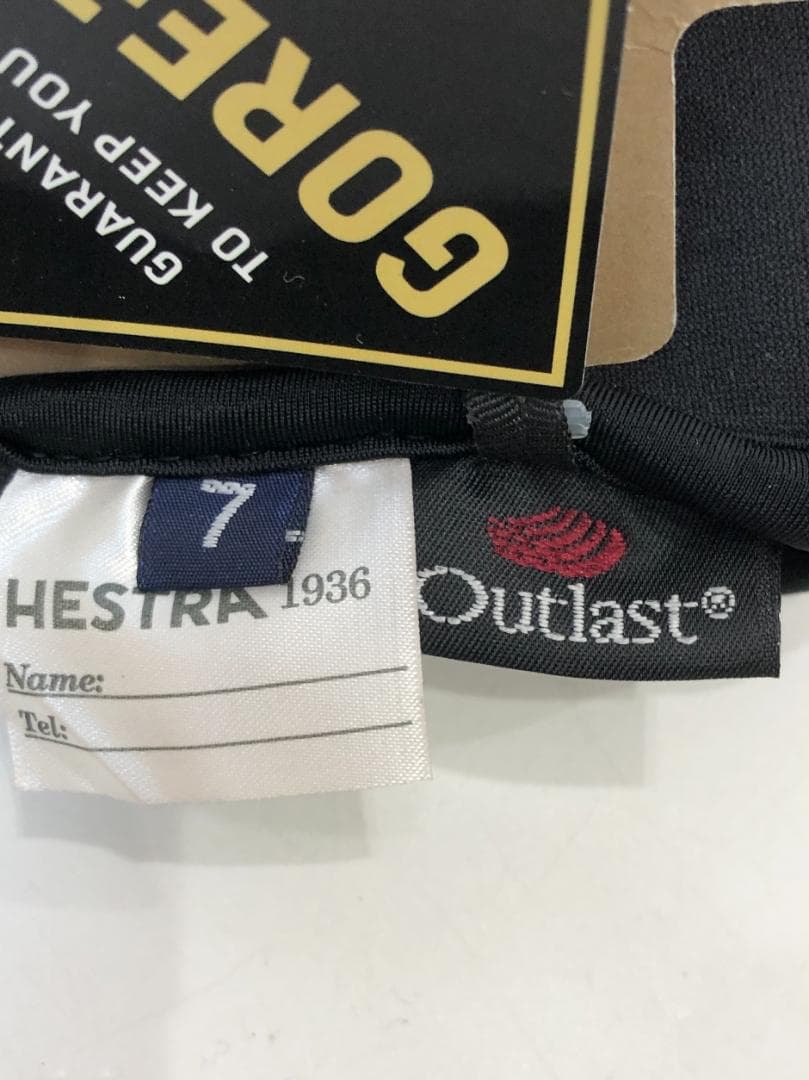 GORE-
GUARANT
TO KEEP YOU
7
HESTRA 1936
Name:
Tel:
Outlast®